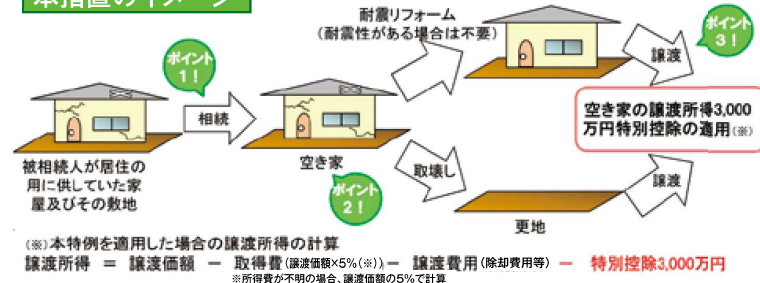 本措置のイメージ
耐震リフォーム
(耐震性がある場合は不要)
ポイント
3!
譲渡
ポイント
1!
相続
空き家の譲渡所得3,000
万円特別控除の適用(※)
被相続人が居住の
用に供していた家
屋及びその敷地
空き家
ポイント
2!
取壊し
譲渡
更地
(※)本特例を適用した場合の譲渡所得の計算
譲渡所得 = 譲渡価額 － 取得費(譲渡価額×5%(※))－ 譲渡費用(除却費用等) － 特別控除3,000万円
※所得費が不明の場合、譲渡価額の5%で計算